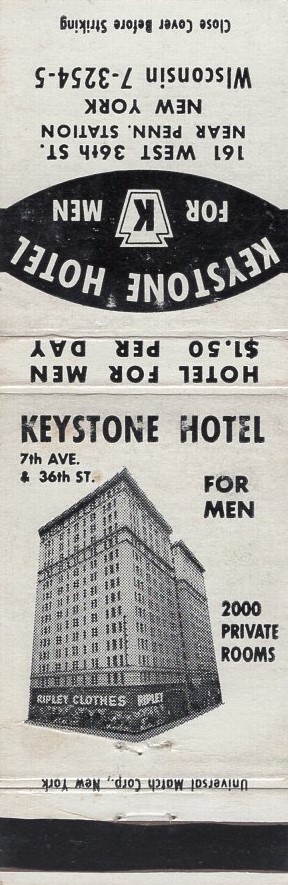 Close Cover Before Striking
WIsconsin 7-3254-5
NEW YORK
NEAR PENN. STATION
161 WEST 36th ST.
FOR K MEN
KEYSTONE HOTEL
$1.50 PER DAY
HOTEL FOR MEN
KEYSTONE HOTEL
7th AVE.
& 36th ST.
FOR
MEN
2000
PRIVATE
ROOMS
RIPLEY CLOTHES RIPLEY
Universal Match Corp., New York